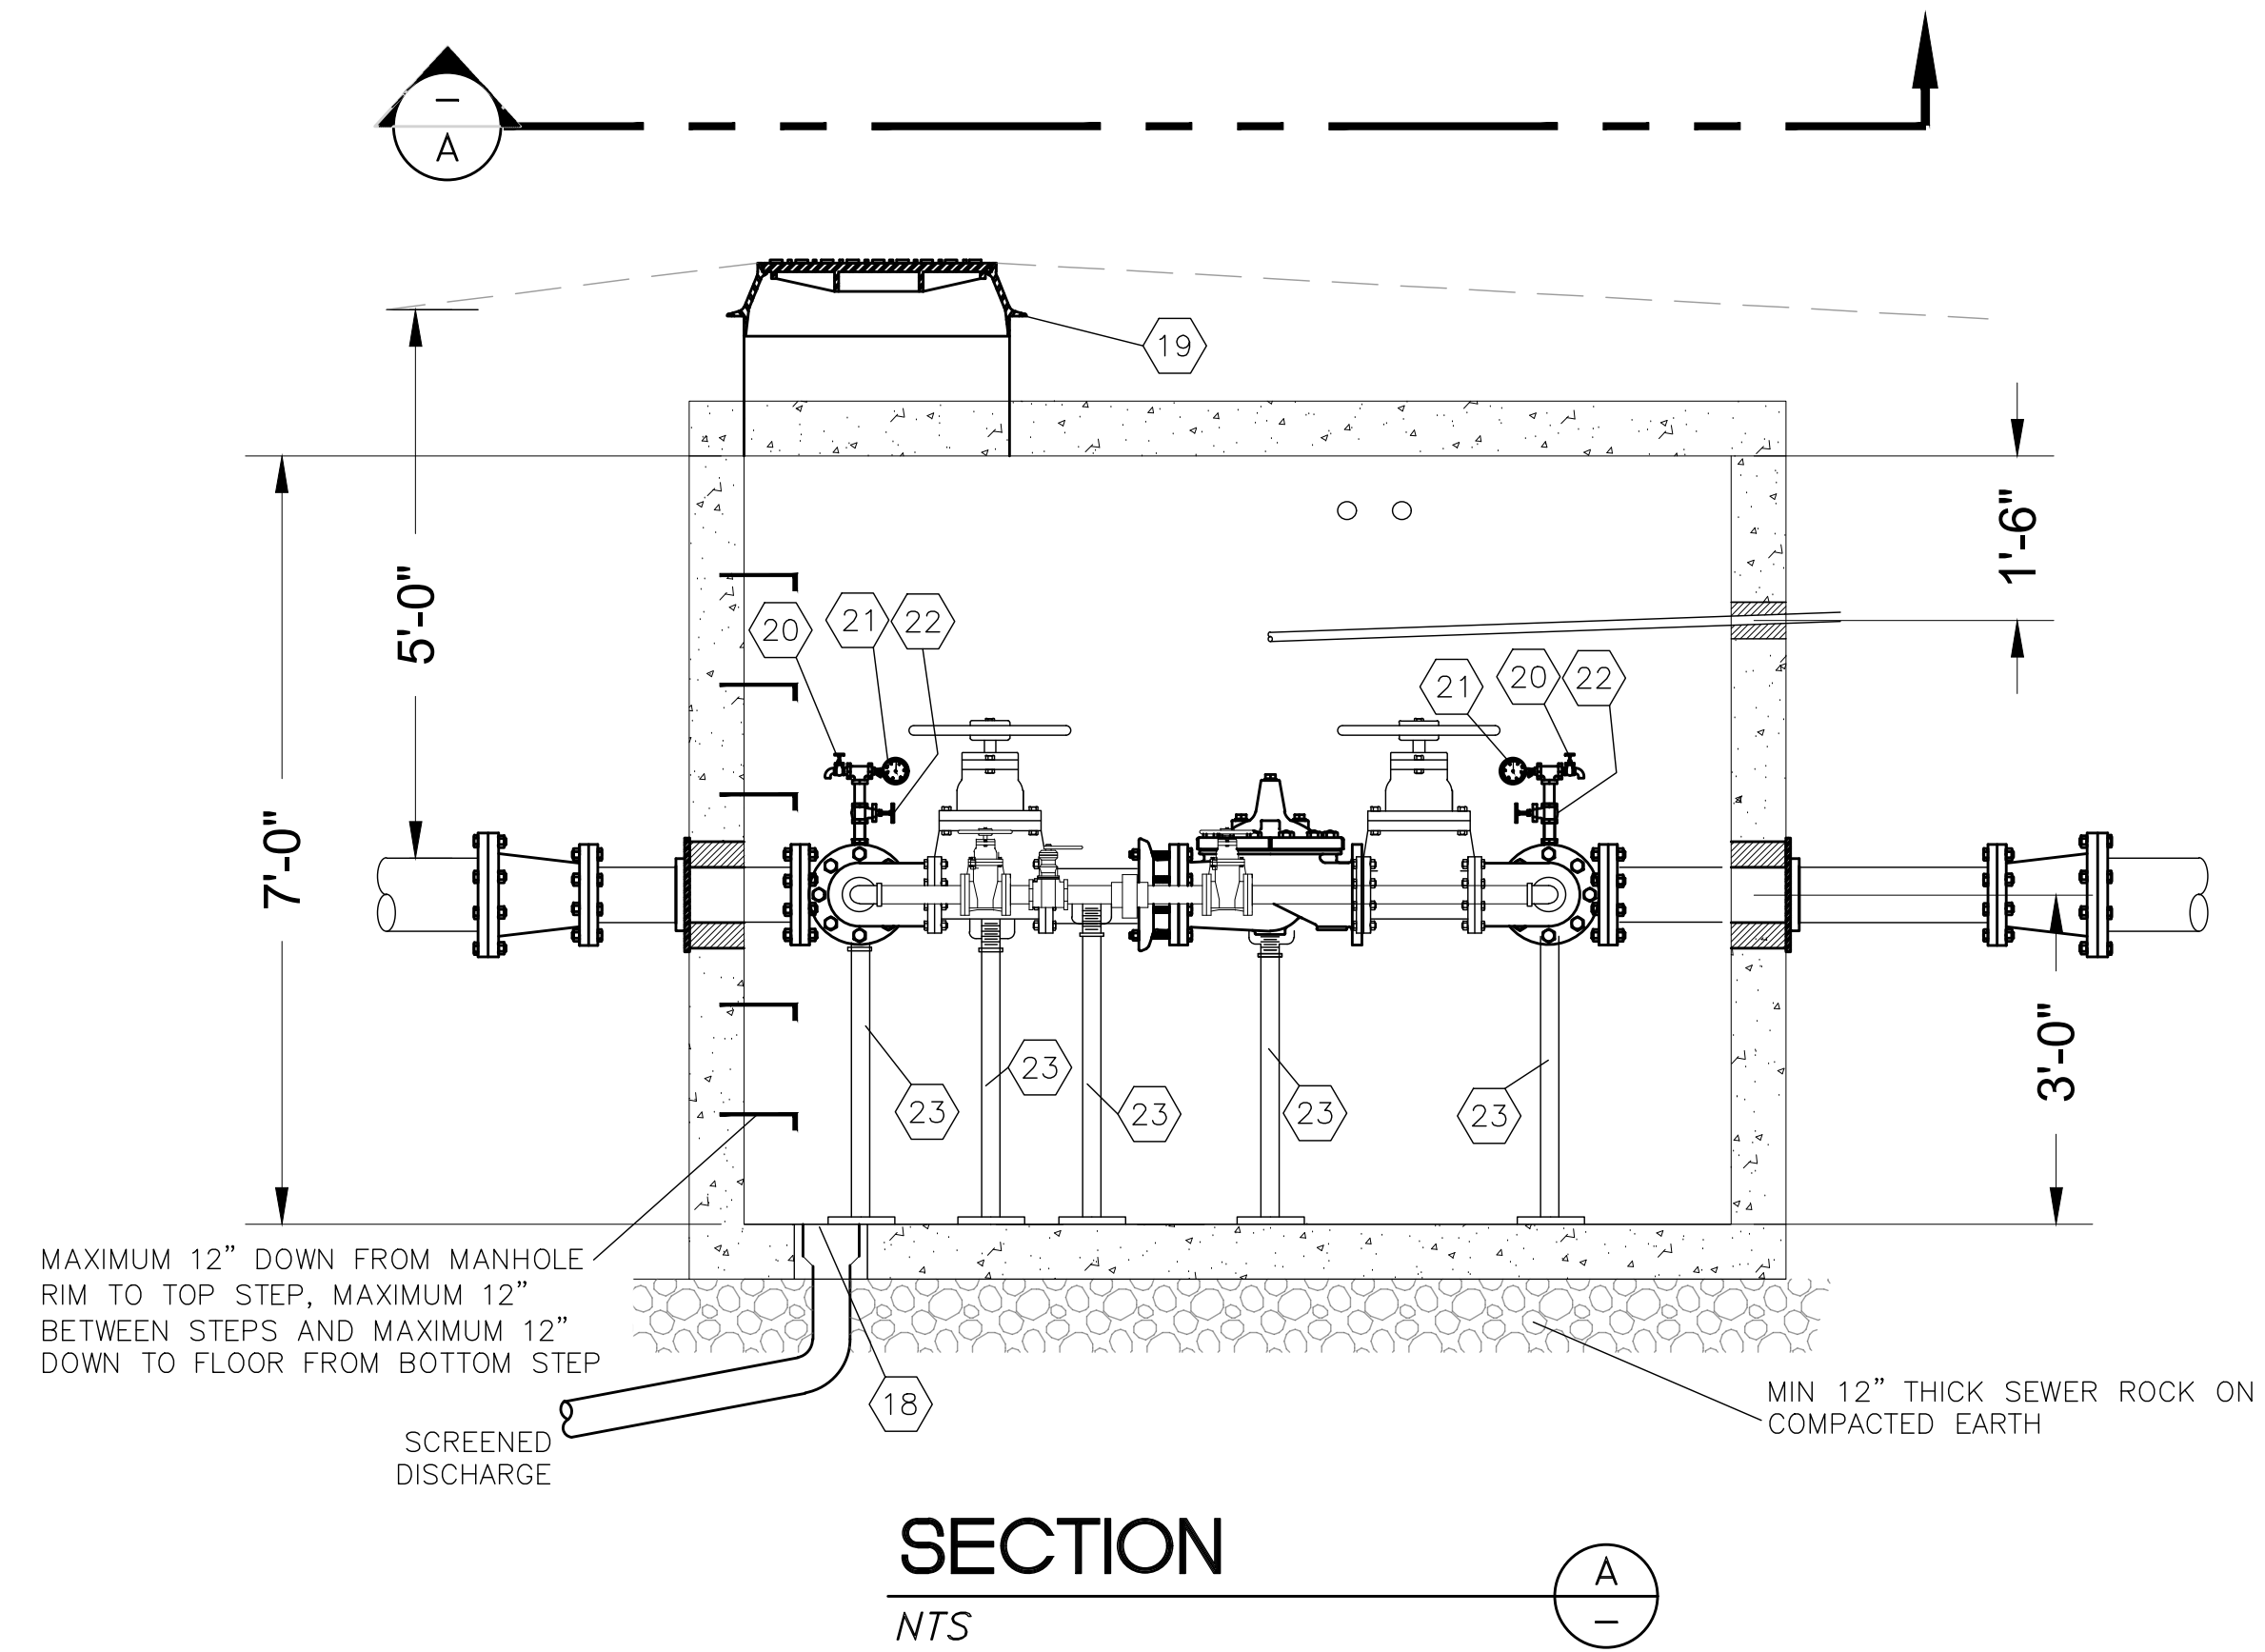 —
A
19
5'-0"
1'-6"
20
21
22
21
20
22
7'-0"
3'-0"
23
23
23
23
23
MAXIMUM 12” DOWN FROM MANHOLE
RIM TO TOP STEP, MAXIMUM 12”
BETWEEN STEPS AND MAXIMUM 12”
DOWN TO FLOOR FROM BOTTOM STEP
18
MIN 12” THICK SEWER ROCK ON
COMPACTED EARTH
SCREENED
DISCHARGE
SECTION
NTS
A
—